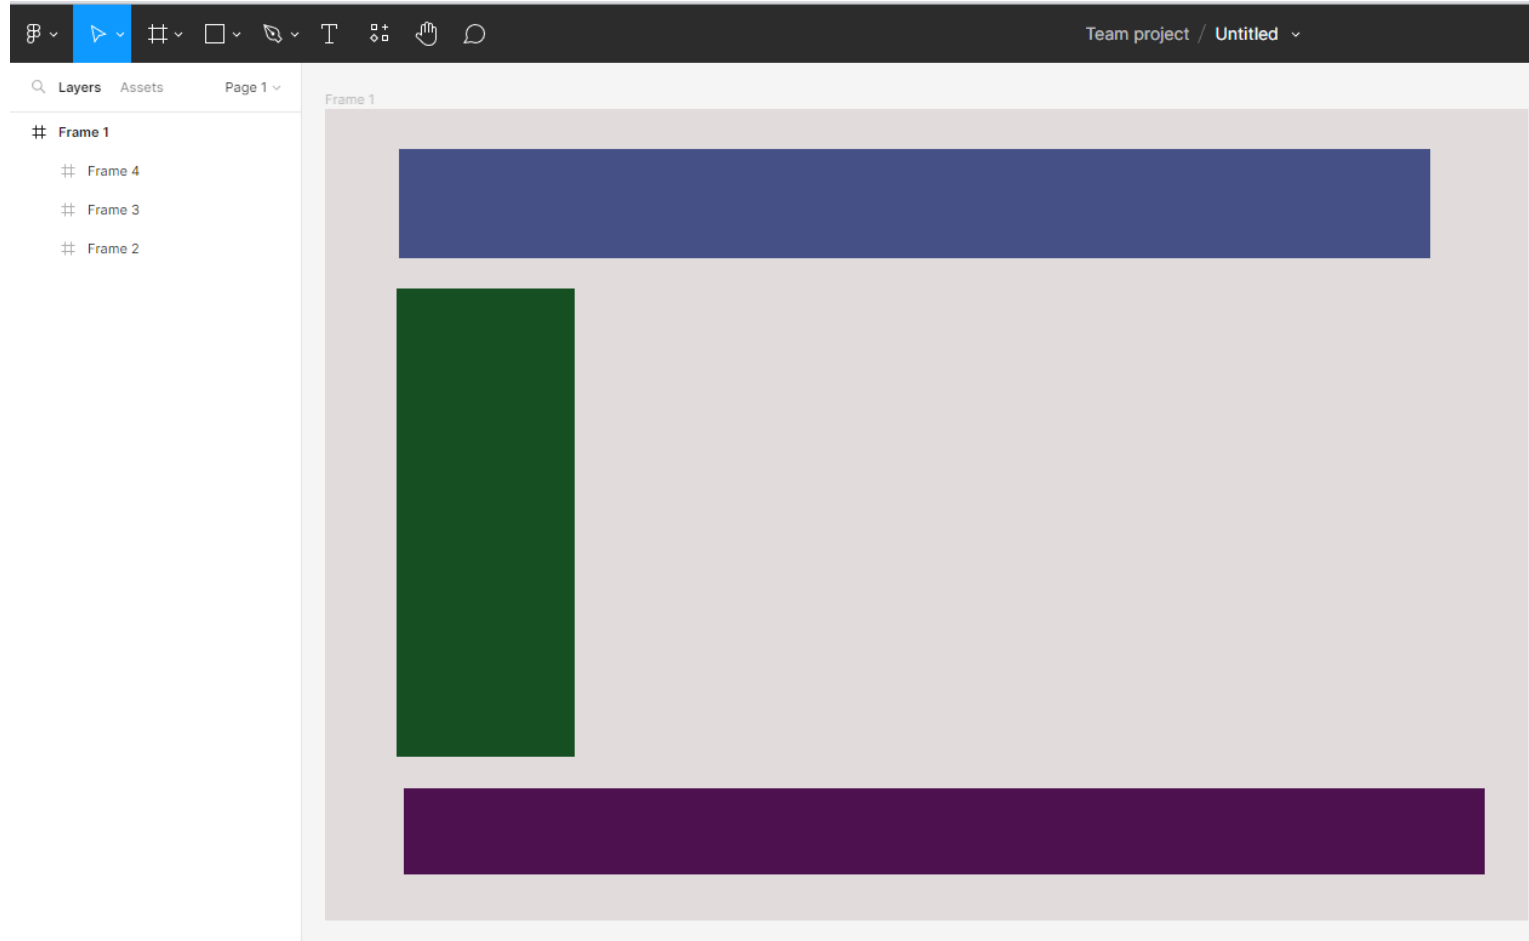 Team project / Untitled
Layers Assets Page 1
Frame 1
Frame 1
Frame 4
Frame 3
Frame 2